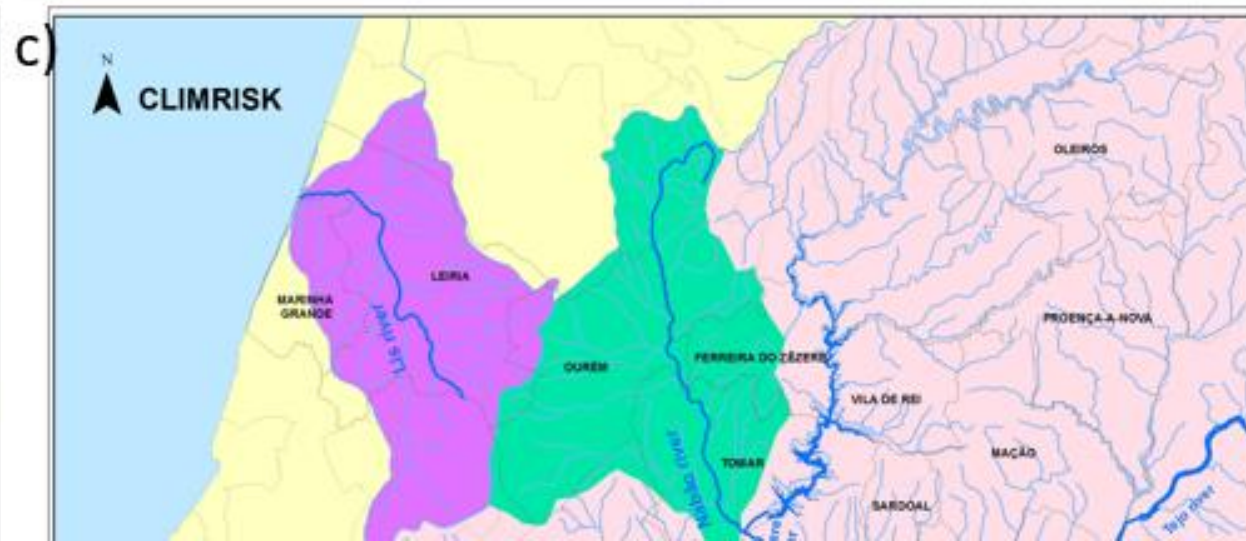 c)
N
CLIMRISK
OLEIROS
LEIRIA
MARINHA
GRANDE
Lis river
PROENÇA-A-NOVA
FERREIRA DO ZÊZERE
OURÉM
VILA DE REI
MAÇÃO
TOMAR
Nabão river
SARDOAL
Tejo river